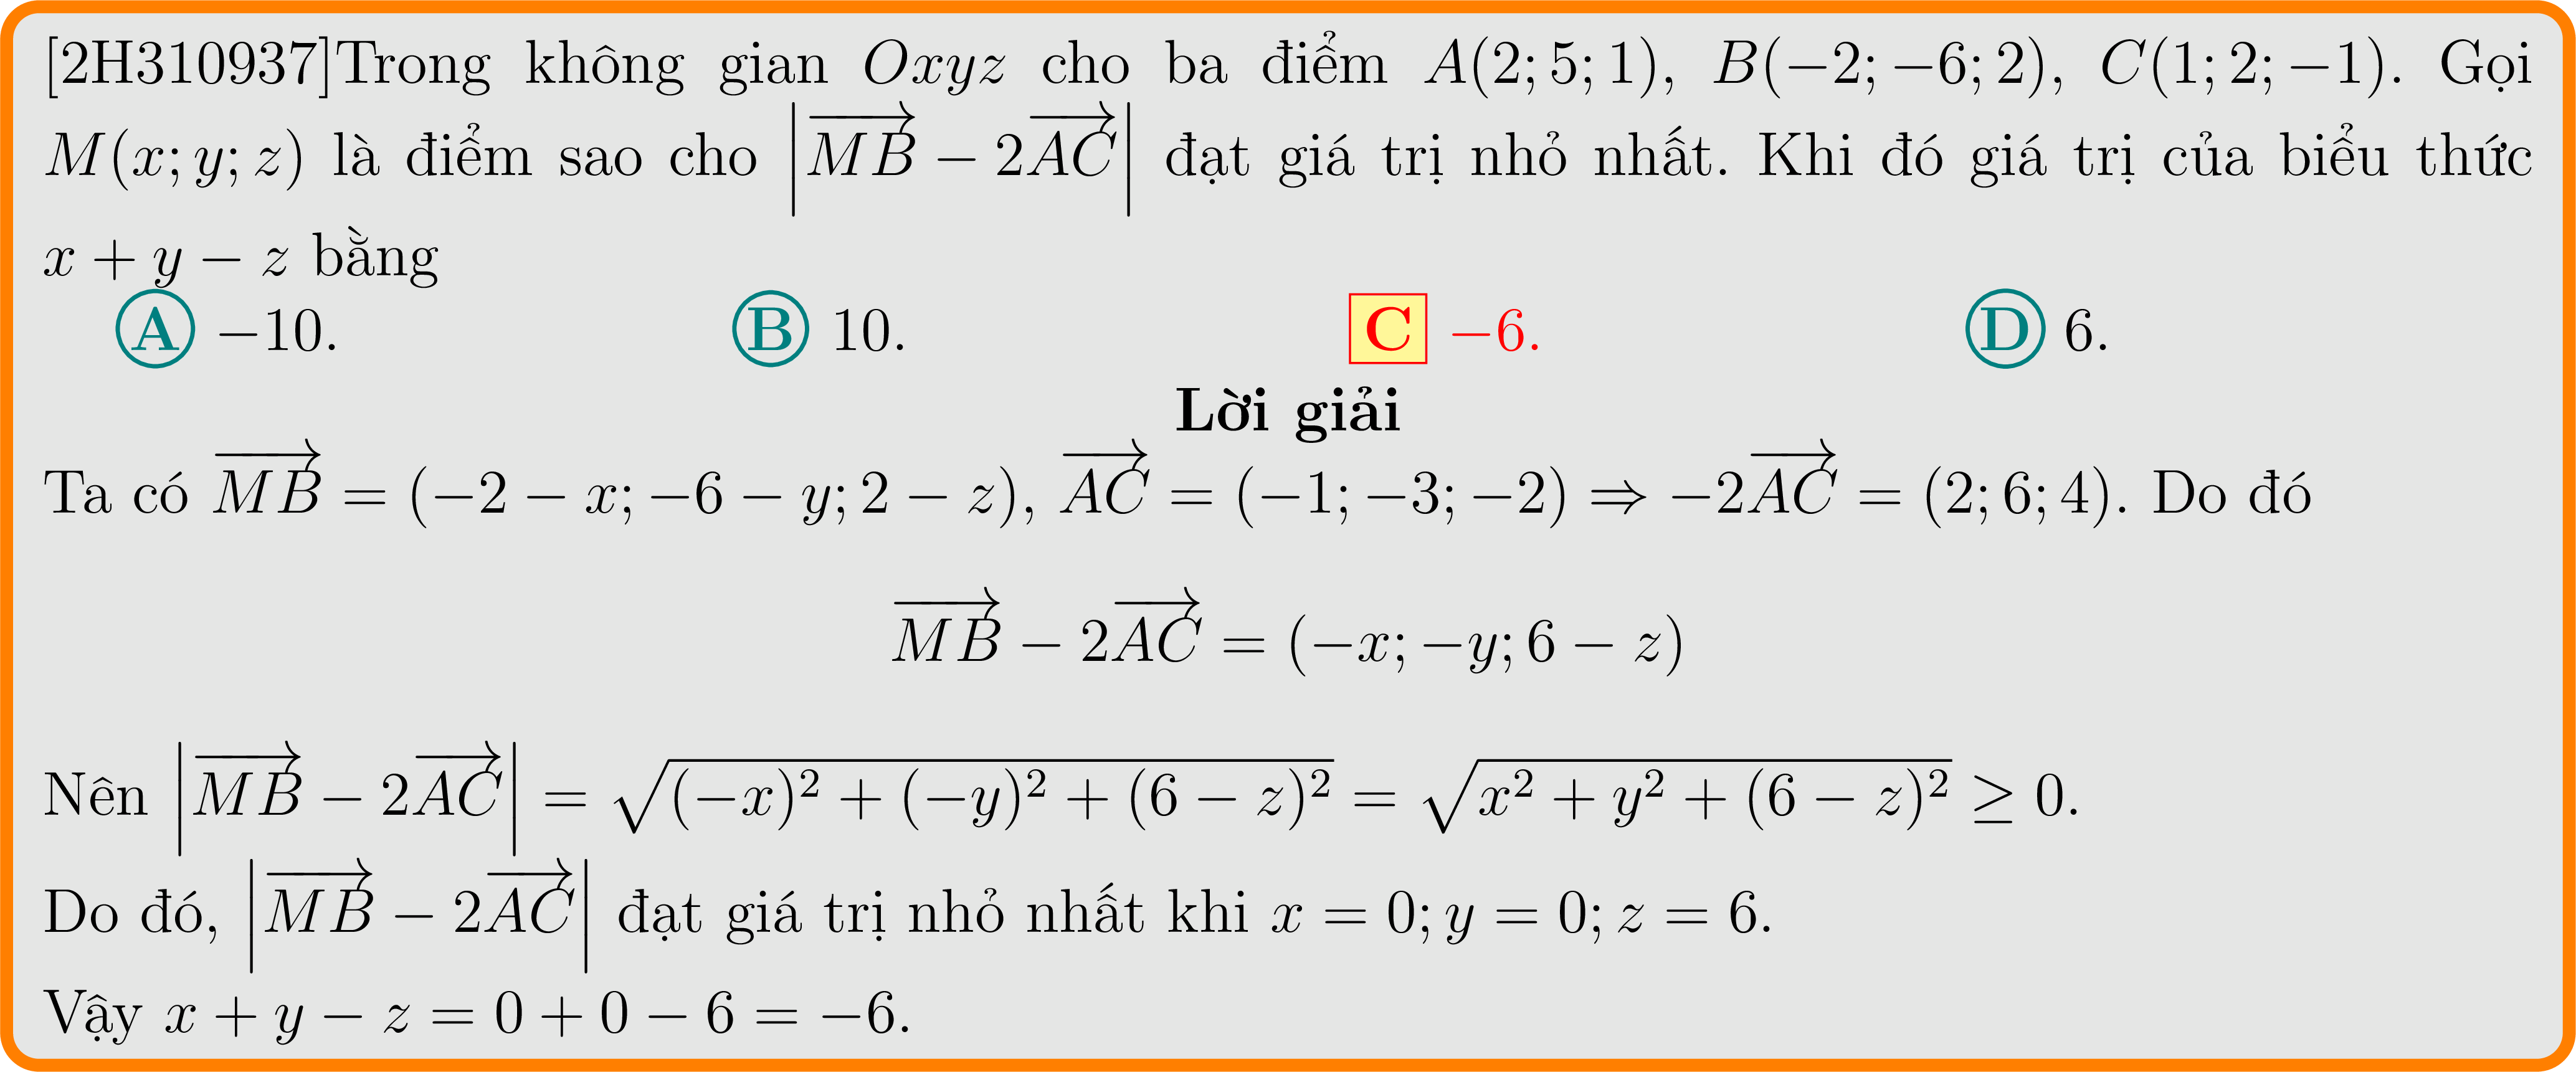 [2H310937]Trong không gian $Oxyz$ cho ba điểm $A(2;5;1)$, $B(-2;-6;2)$, $C(1;2;-1)$. Gọi
$M(x;y;z)$ là điểm sao cho $\left|\overrightarrow{MB}-2\overrightarrow{AC}\right|$ đạt giá trị nhỏ nhất. Khi đó giá trị của biểu thức
$x+y-z$ bằng
A $-10$. B $10$. C $-6$. D $6$.
Lời giải
Ta có $\overrightarrow{MB}=(-2-x;-6-y;2-z)$, $\overrightarrow{AC}=(-1;-3;-2)\Rightarrow-2\overrightarrow{AC}=(2;6;4)$. Do đó
$\overrightarrow{MB}-2\overrightarrow{AC}=(-x;-y;6-z)$
Nên $\left|\overrightarrow{MB}-2\overrightarrow{AC}\right|=\sqrt{(-x)^2+(-y)^2+(6-z)^2}=\sqrt{x^2+y^2+(6-z)^2}\geq 0$.
Do đó, $\left|\overrightarrow{MB}-2\overrightarrow{AC}\right|$ đạt giá trị nhỏ nhất khi $x=0;y=0;z=6$.
Vậy $x+y-z=0+0-6=-6$.